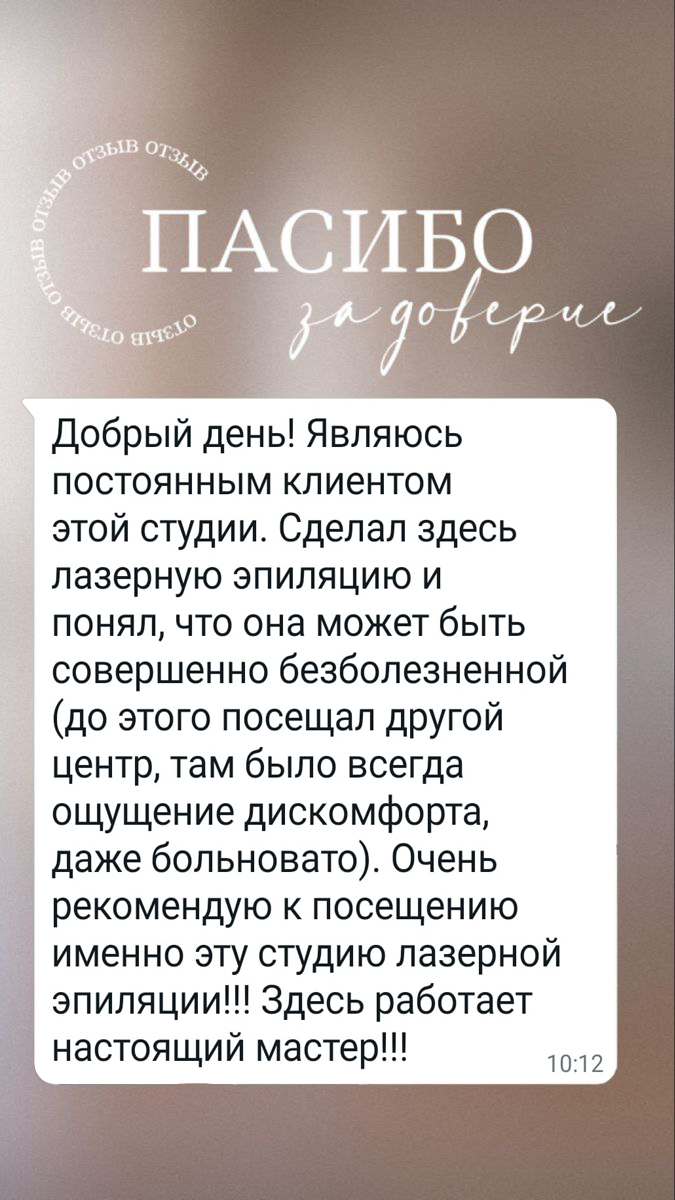 ОТЗЫВ ОТЗЫВ ОТЗЫВ ОТЗЫВ ОТЗЫВ ОТЗЫВ ОТЗЫВ
ПАСИБО
за доверие
Добрый день! Являюсь
постоянным клиентом
этой студии. Сделал здесь
лазерную эпиляцию и
понял, что она может быть
совершенно безболезненной
(до этого посещал другой
центр, там было всегда
ощущение дискомфорта,
даже больновато). Очень
рекомендую к посещению
именно эту студию лазерной
эпиляции!!! Здесь работает
настоящий мастер!!!
10:12